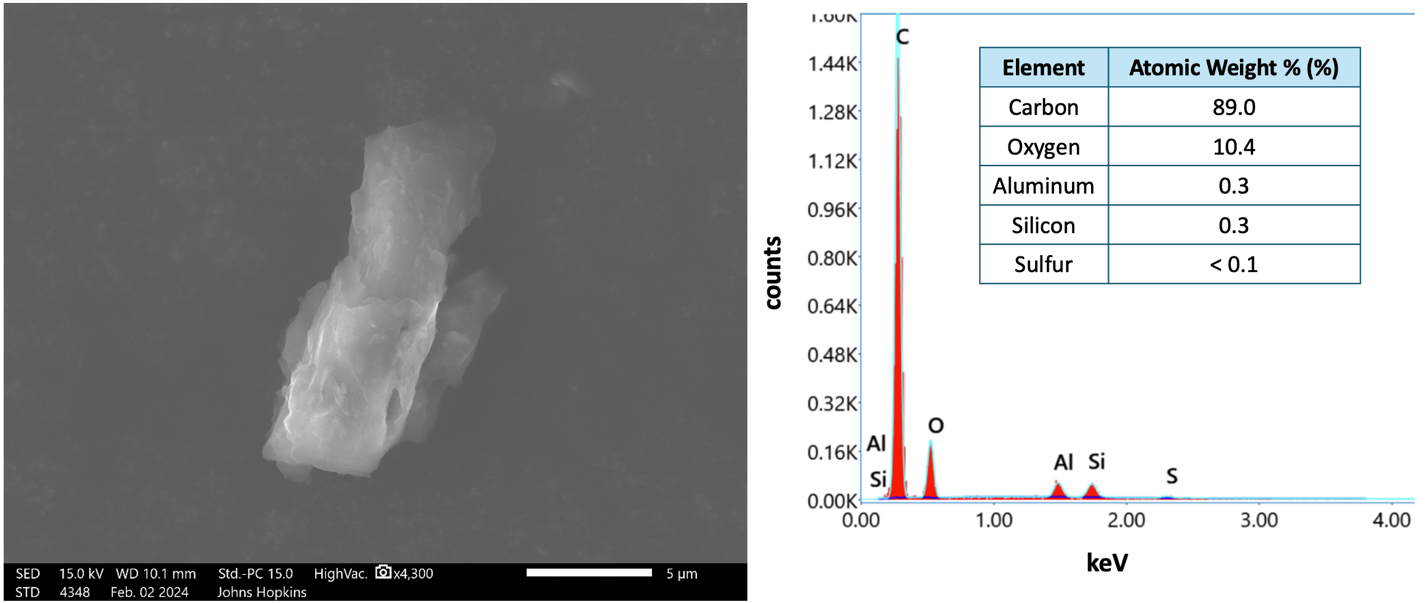 SED 15.0 kV WD 10.1 mm Std.-PC 15.0 HighVac. x4,300 5 µm
STD 4348 Feb. 02 2024 Johns Hopkins
1.60K
1.44K
1.28K
1.12K
0.96K
0.80K
0.64K
0.48K
0.32K
0.16K
0.00K
counts
C
O
Al
Si
Al
Si
S
0.00 1.00 2.00 3.00 4.00
keV
Element Atomic Weight % (%)
Carbon 89.0
Oxygen 10.4
Aluminum 0.3
Silicon 0.3
Sulfur < 0.1